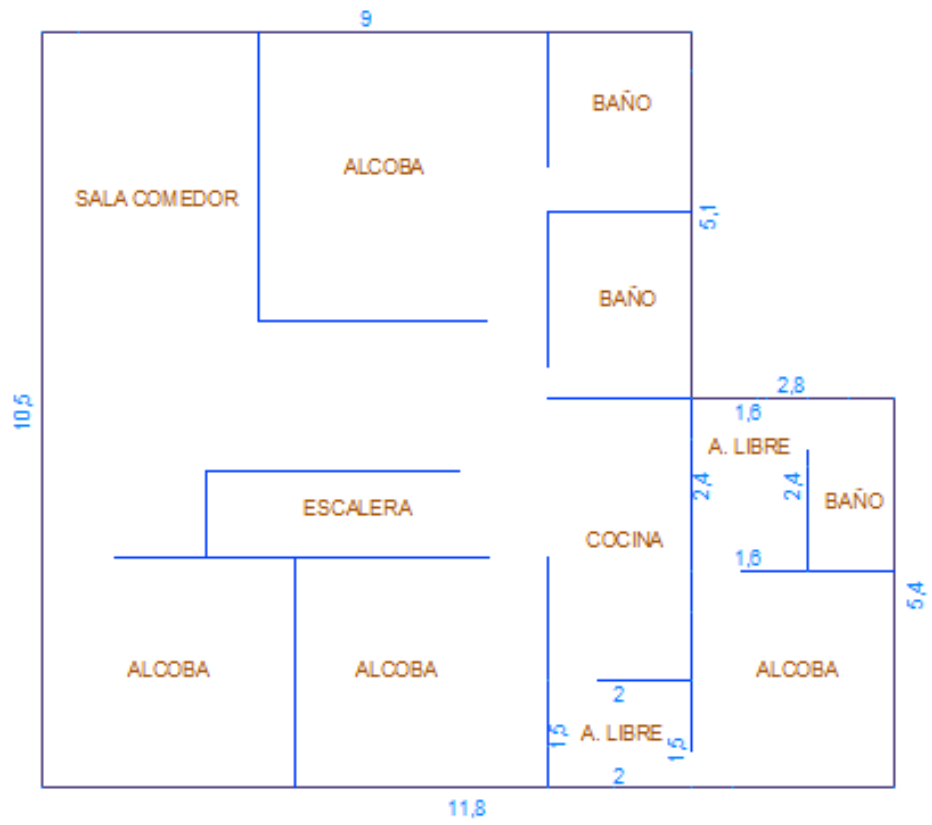 9
BAÑO
ALCOBA
SALA COMEDOR
5,1
BAÑO
2,8
10,5
1,6
A. LIBRE
2,4
2,4
BAÑO
ESCALERA
COCINA
1,6
5,4
ALCOBA
ALCOBA
ALCOBA
2
1,5
A. LIBRE
1,5
2
11,8